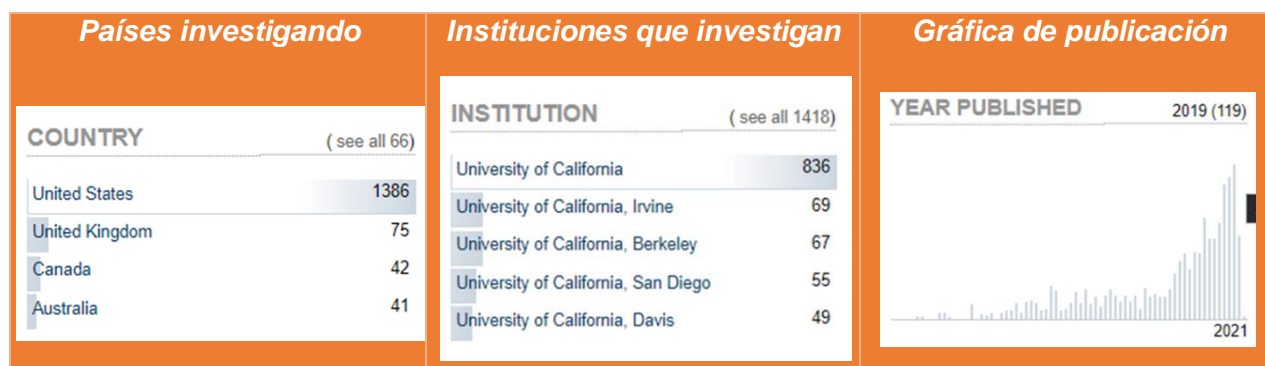 Países investigando
Instituciones que investigan
Gráfica de publicación
COUNTRY ( see all 66)
United States 1386
United Kingdom 75
Canada 42
Australia 41
INSTITUTION ( see all 1418)
University of California 836
University of California, Irvine 69
University of California, Berkeley 67
University of California, San Diego 55
University of California, Davis 49
YEAR PUBLISHED 2019 (119)
2021